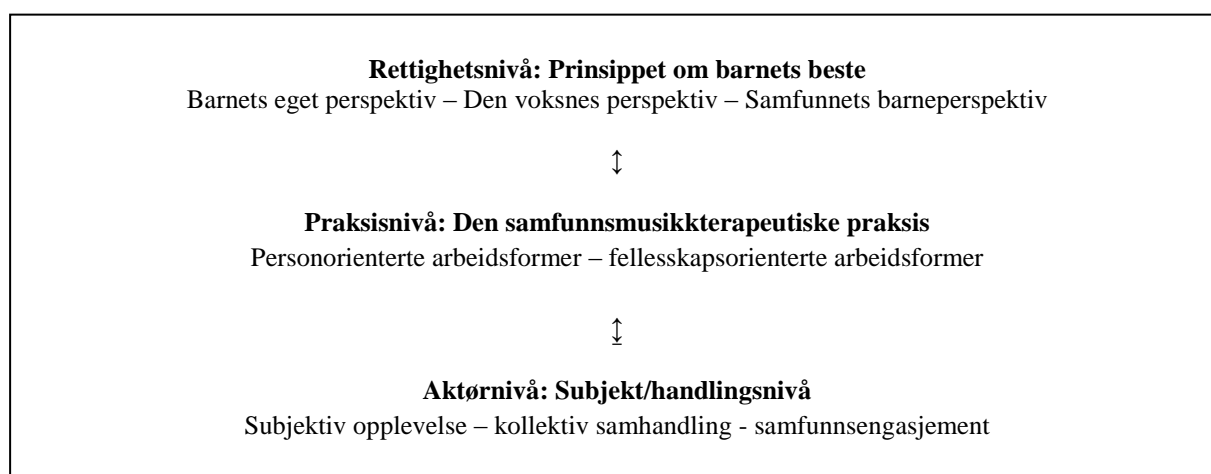 Rettighetsnivå: Prinsippet om barnets beste
Barnets eget perspektiv – Den voksnes perspektiv – Samfunnets barneperspektiv
↕
Praksisnivå: Den samfunnsmusikkterapeutiske praksis
Personorienterte arbeidsformer – fellesskapsorienterte arbeidsformer
↨
Aktørnivå: Subjekt/handlingsnivå
Subjektiv opplevelse – kollektiv samhandling - samfunnsengasjement